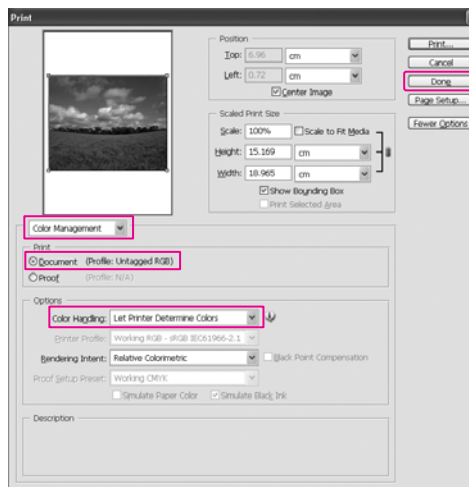 Print
Position
Top: 6.96 cm
Left: 0.72 cm
Center Image
Print...
Cancel
Done
Page Setup...
Fewer Options
Scaled Print Size
Scale: 100% Scale to Fit Media
Height: 15.169 cm
Width: 18.965 cm
Show Bounding Box
Print Selected Area
Color Management
Print
Document (Profile: Untagged RGB)
Proof (Profile: N/A)
Options
Color Handling: Let Printer Determine Colors
Printer Profile: Working RGB - sRGB IEC61966-2.1
Rendering Intent: Relative Colorimetric Black Point Compensation
Proof Setup Preset: Working CMYK
Simulate Paper Color Simulate Black Ink
Description